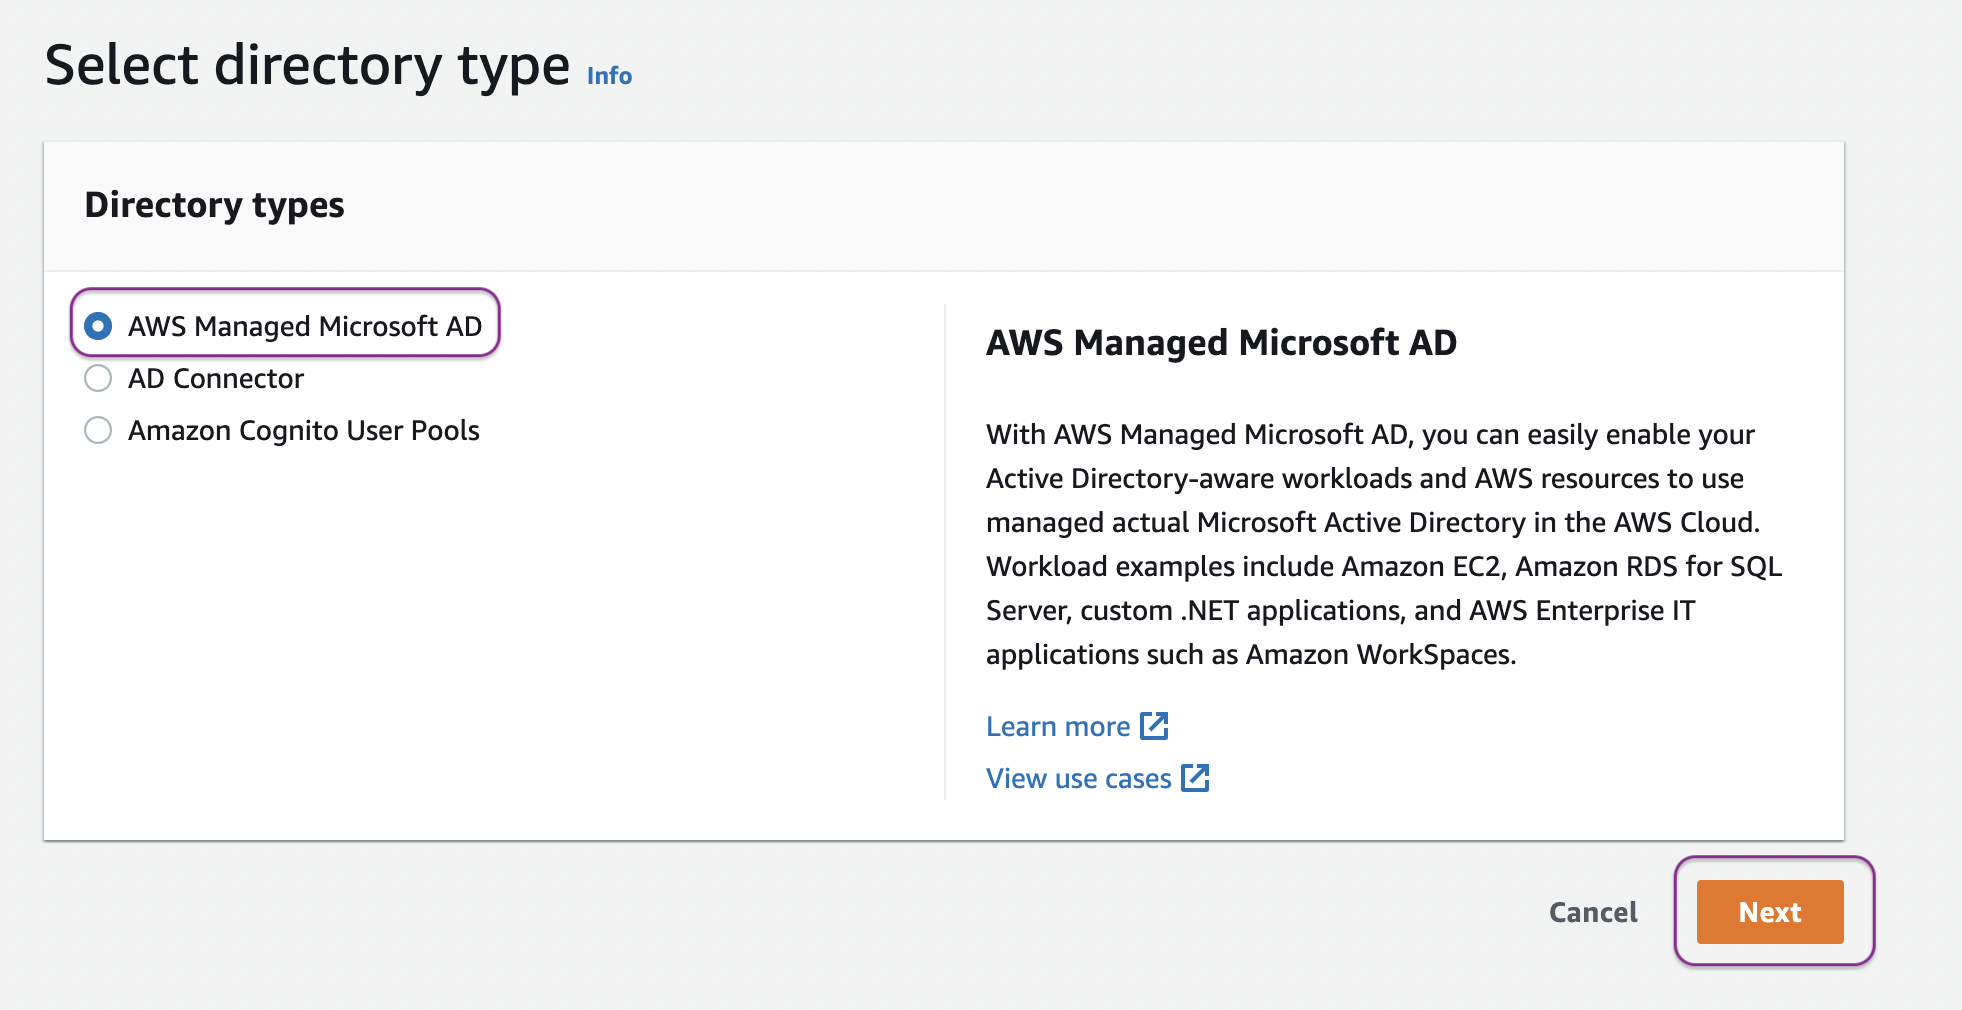 Select directory type Info
Directory types
AWS Managed Microsoft AD
AD Connector
Amazon Cognito User Pools
AWS Managed Microsoft AD
With AWS Managed Microsoft AD, you can easily enable your
Active Directory-aware workloads and AWS resources to use
managed actual Microsoft Active Directory in the AWS Cloud.
Workload examples include Amazon EC2, Amazon RDS for SQL
Server, custom .NET applications, and AWS Enterprise IT
applications such as Amazon WorkSpaces.
Learn more
View use cases
Cancel
Next